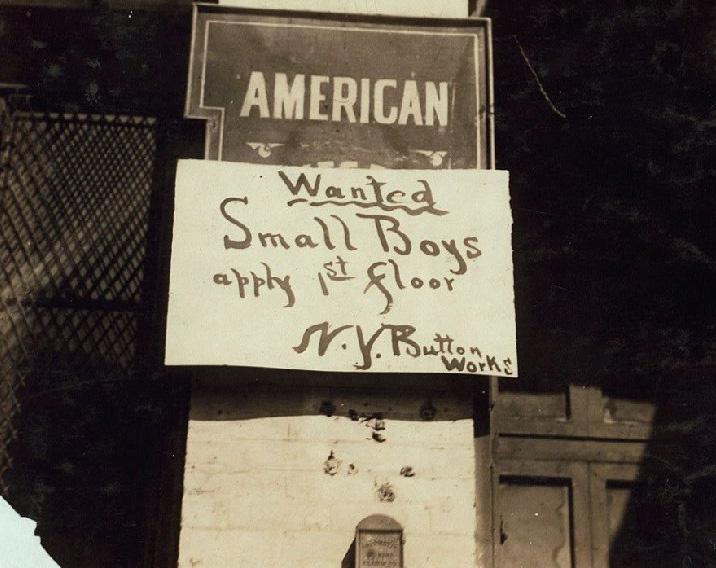 AMERICAN
Wanted
Small Boys
apply 1st floor
N.Y. Button
Works